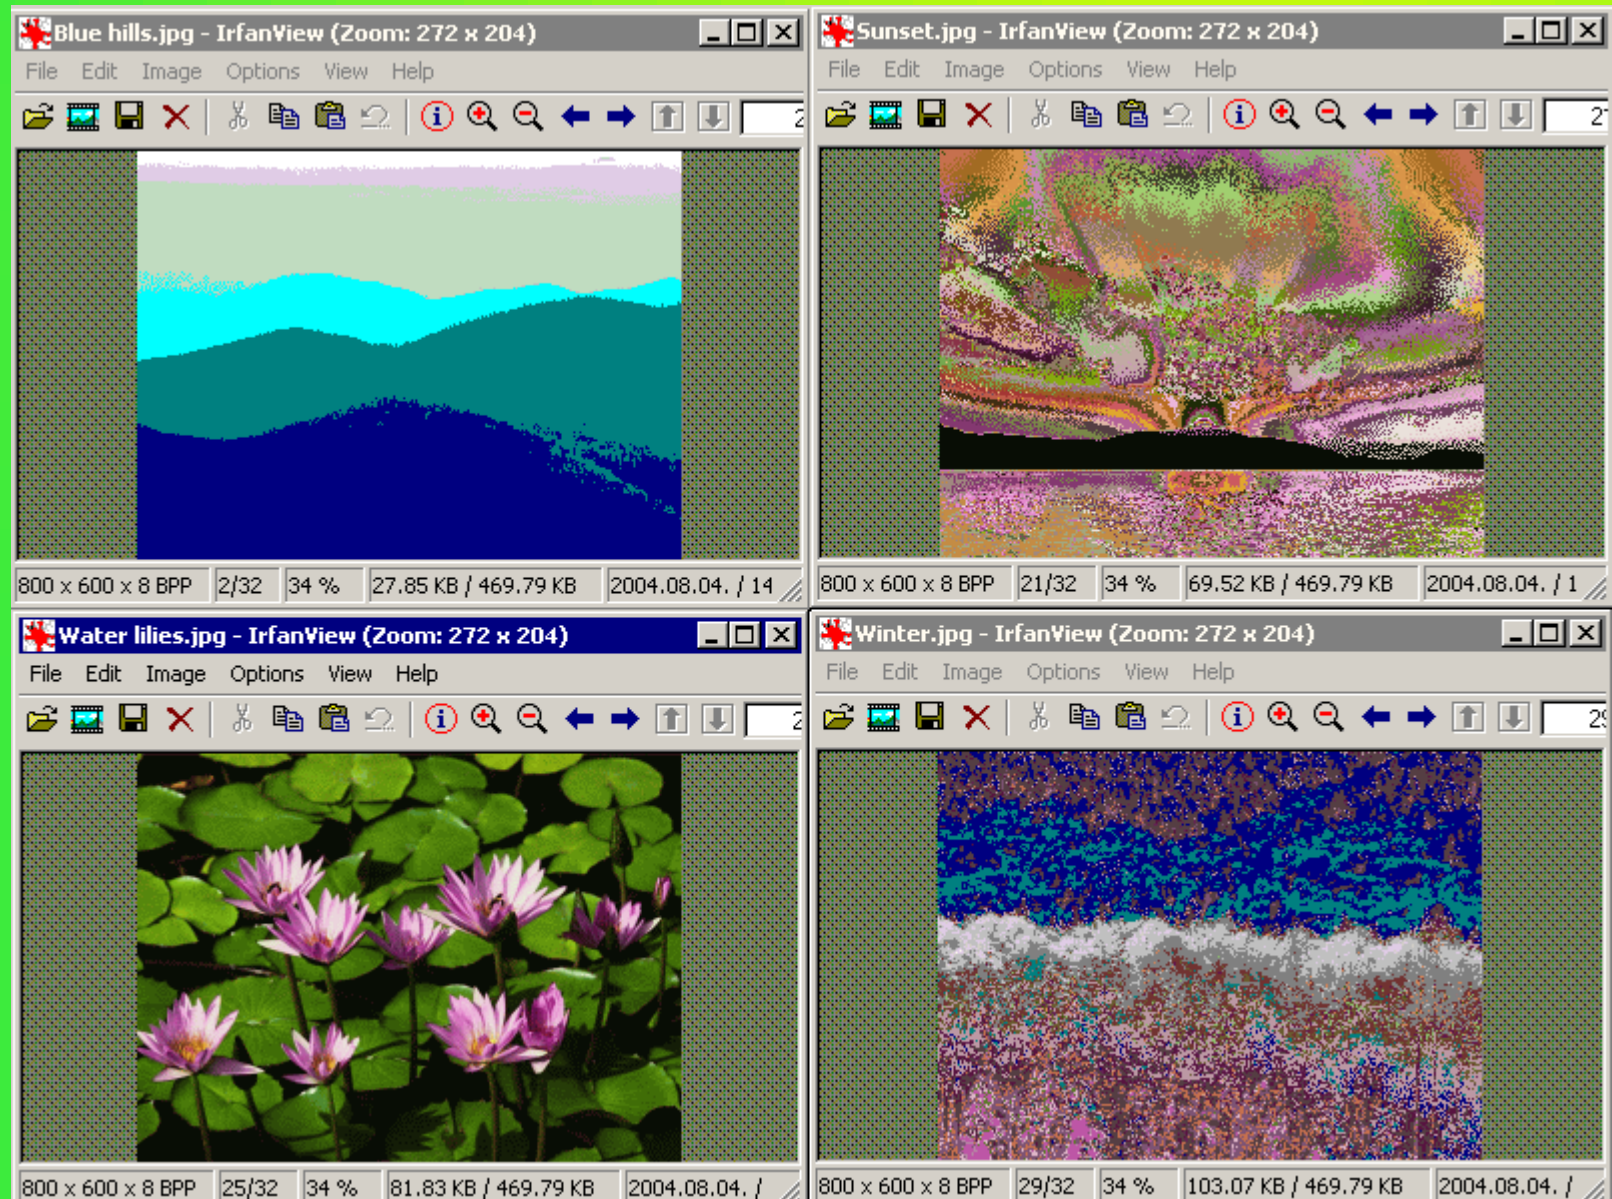 Blue hills.jpg - IrfanView (Zoom: 272 x 204)
File Edit Image Options View Help
2
800 x 600 x 8 BPP 2/32 34 % 27.85 KB / 469.79 KB 2004.08.04. / 14
Sunset.jpg - IrfanView (Zoom: 272 x 204)
File Edit Image Options View Help
2
800 x 600 x 8 BPP 21/32 34 % 69.52 KB / 469.79 KB 2004.08.04. / 1
Water lilies.jpg - IrfanView (Zoom: 272 x 204)
File Edit Image Options View Help
2
800 x 600 x 8 BPP 25/32 34 % 81.83 KB / 469.79 KB 2004.08.04. /
Winter.jpg - IrfanView (Zoom: 272 x 204)
File Edit Image Options View Help
29
800 x 600 x 8 BPP 29/32 34 % 103.07 KB / 469.79 KB 2004.08.04. /